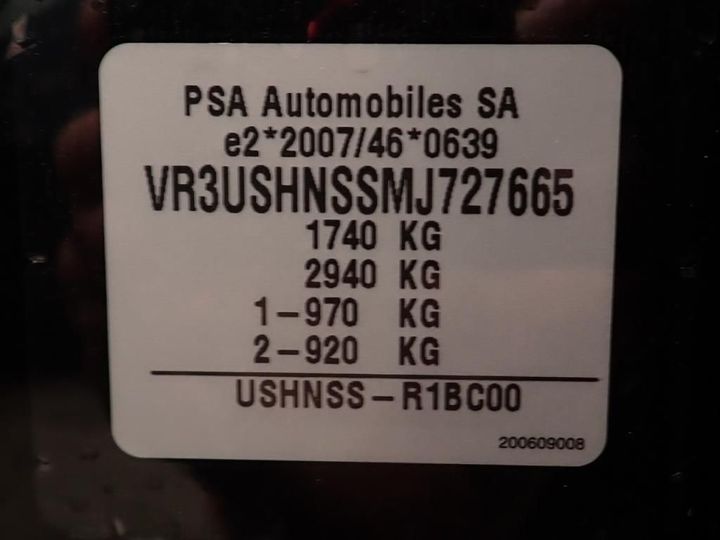 PSA Automobiles SA
e2*2007/46*0639
VR3USHNSSMJ727665
1740 KG
2940 KG
1-970 KG
2-920 KG
USHNSS-R1BC00
200609008